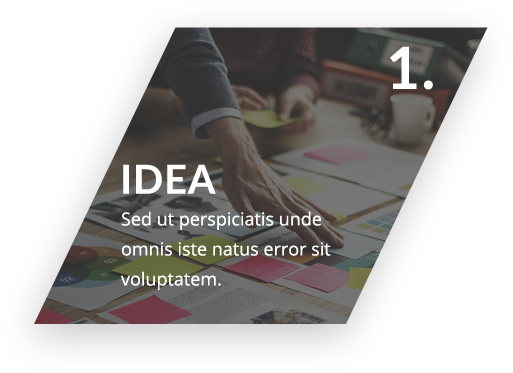 1.
IDEA
Sed ut perspiciatis unde
omnis iste natus error sit
voluptatem.